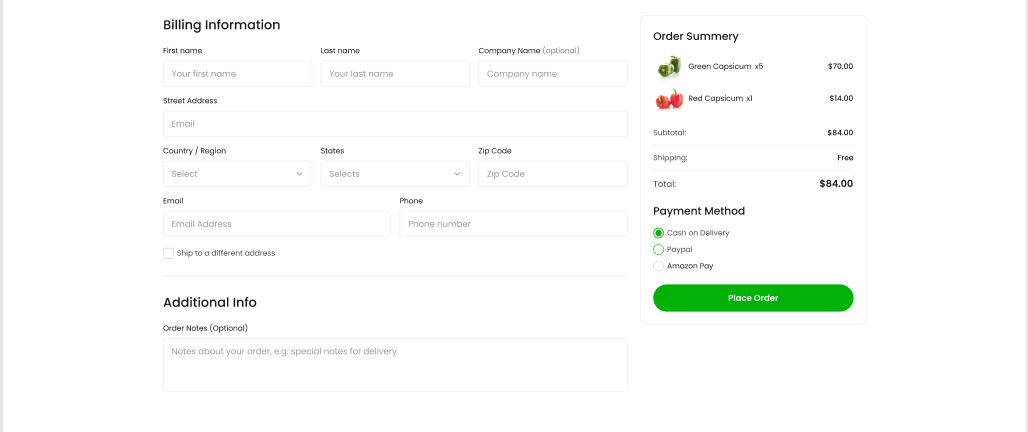 Billing Information
First name
Last name
Company Name (optional)
Your first name
Your last name
Company name
Street Address
Email
Country / Region
States
Zip Code
Select
Selects
Zip Code
Email
Phone
Email Address
Phone number
Ship to a different address
Additional Info
Order Notes (Optional)
Notes about your order, e.g. special notes for delivery
Order Summery
Green Capsicum x5 $70.00
Red Capsicum x1 $14.00
Subtotal: $84.00
Shipping: Free
Total: $84.00
Payment Method
Cash on Delivery
Paypal
Amazon Pay
Place Order